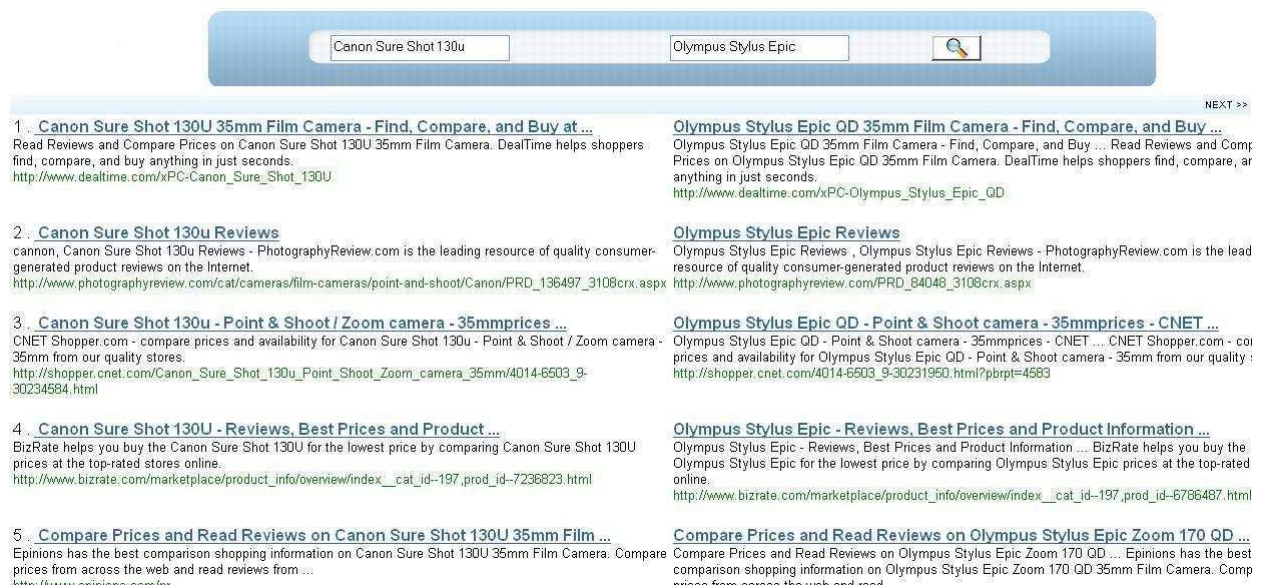 Canon Sure Shot 130u
Olympus Stylus Epic
NEXT >>
1 . Canon Sure Shot 130U 35mm Film Camera - Find, Compare, and Buy at ...
Read Reviews and Compare Prices on Canon Sure Shot 130U 35mm Film Camera. DealTime helps shoppers
find, compare, and buy anything in just seconds.
http://www.dealtime.com/xPC-Canon_Sure_Shot_130U
Olympus Stylus Epic QD 35mm Film Camera - Find, Compare, and Buy ...
Olympus Stylus Epic QD 35mm Film Camera - Find, Compare, and Buy ... Read Reviews and Comp
Prices on Olympus Stylus Epic QD 35mm Film Camera. DealTime helps shoppers find, compare, ar
anything in just seconds.
http://www.dealtime.com/xPC-Olympus_Stylus_Epic_QD
2 . Canon Sure Shot 130u Reviews
cannon, Canon Sure Shot 130u Reviews - PhotographyReview.com is the leading resource of quality consumer-
generated product reviews on the Internet.
http://www.photographyreview.com/cat/cameras/film-cameras/point-and-shoot/Canon/PRD_136497_3108crx.aspx
Olympus Stylus Epic Reviews
Olympus Stylus Epic Reviews , Olympus Stylus Epic Reviews - PhotographyReview.com is the lead
resource of quality consumer-generated product reviews on the Internet.
http://www.photographyreview.com/PRD_84048_3108crx.aspx
3 . Canon Sure Shot 130u - Point & Shoot / Zoom camera - 35mmprices ...
CNET Shopper.com - compare prices and availability for Canon Sure Shot 130u - Point & Shoot / Zoom camera -
35mm from our quality stores.
http://shopper.cnet.com/Canon_Sure_Shot_130u_Point_Shoot_Zoom_camera_35mm/4014-6503_9-
30234584.html
Olympus Stylus Epic QD - Point & Shoot camera - 35mmprices - CNET ...
Olympus Stylus Epic QD - Point & Shoot camera - 35mmprices - CNET ... CNET Shopper.com - co
prices and availability for Olympus Stylus Epic QD - Point & Shoot camera - 35mm from our quality
http://shopper.cnet.com/4014-6503_9-30231950.html?pbrpt=4583
4 . Canon Sure Shot 130U - Reviews, Best Prices and Product ...
BizRate helps you buy the Canon Sure Shot 130U for the lowest price by comparing Canon Sure Shot 130U
prices at the top-rated stores online.
http://www.bizrate.com/marketplace/product_info/overview/index__cat_id--197,prod_id--7236823.html
Olympus Stylus Epic - Reviews, Best Prices and Product Information ...
Olympus Stylus Epic - Reviews, Best Prices and Product Information ... BizRate helps you buy the
Olympus Stylus Epic for the lowest price by comparing Olympus Stylus Epic prices at the top-rated
online.
http://www.bizrate.com/marketplace/product_info/overview/index__cat_id--197,prod_id--6786487.html
5 . Compare Prices and Read Reviews on Canon Sure Shot 130U 35mm Film ...
Epinions has the best comparison shopping information on Canon Sure Shot 130U 35mm Film Camera. Compare
prices from across the web and read reviews from ...
Compare Prices and Read Reviews on Olympus Stylus Epic Zoom 170 QD ...
Compare Prices and Read Reviews on Olympus Stylus Epic Zoom 170 QD ... Epinions has the best
comparison shopping information on Olympus Stylus Epic Zoom 170 QD 35mm Film Camera. Comp
prices from across the web and read